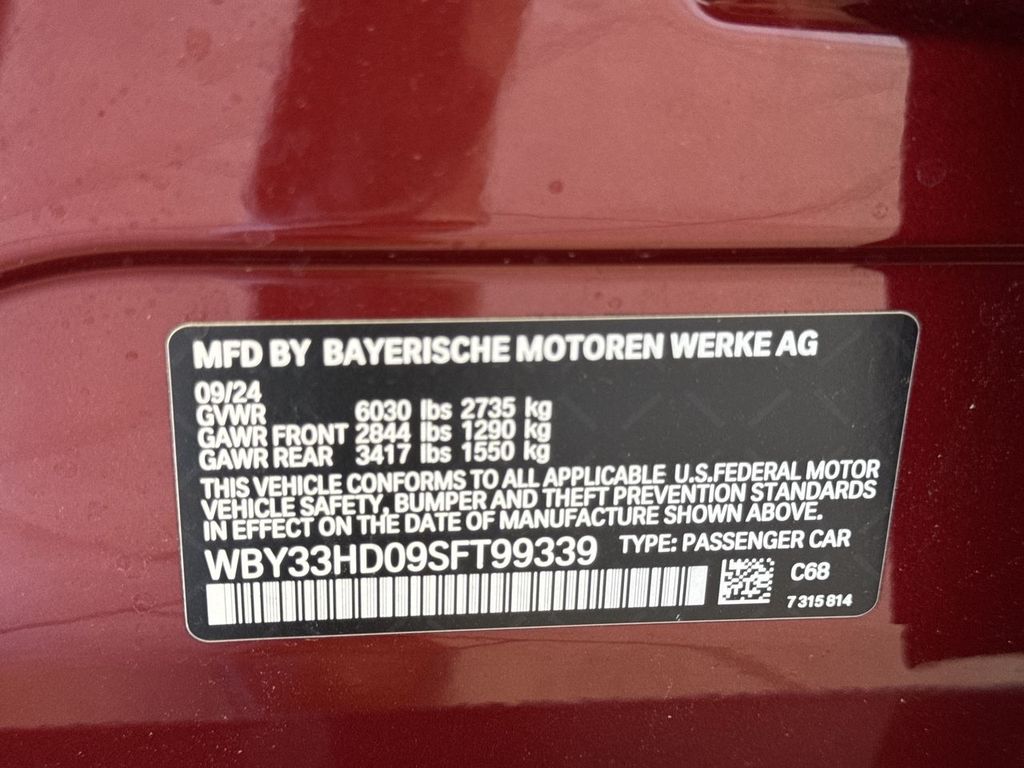 MFD BY BAYERISCHE MOTOREN WERKE AG
09/24
GVWR 6030 lbs 2735 kg
GAWR FRONT 2844 lbs 1290 kg
GAWR REAR 3417 lbs 1550 kg
THIS VEHICLE CONFORMS TO ALL APPLICABLE U.S.FEDERAL MOTOR
VEHICLE SAFETY, BUMPER AND THEFT PREVENTION STANDARDS
IN EFFECT ON THE DATE OF MANUFACTURE SHOWN ABOVE.
WBY33HD09SFT99339 TYPE: PASSENGER CAR
C68
7 315 814